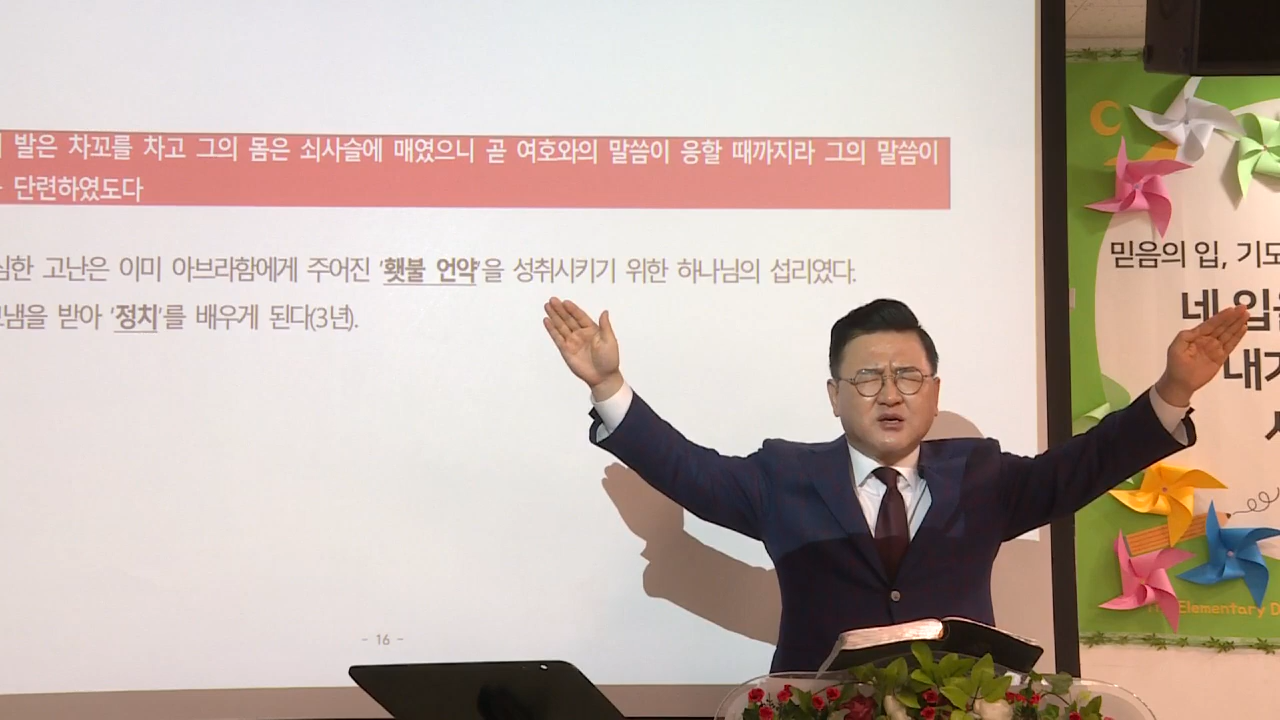 발은 차꼬를 차고 그의 몸은 쇠사슬에 매였으니 곧 여호와의 말씀이 응할 때까지라 그의 말씀이
단련하였도다
심한 고난은 이미 아브라함에게 주어진 '횃불 언약'을 성취시키기 위한 하나님의 섭리였다.
받아 '정치'를 배우게 된다(3년).
- 16 -
믿음의 입, 기도
네 입을
내가
Elementary D